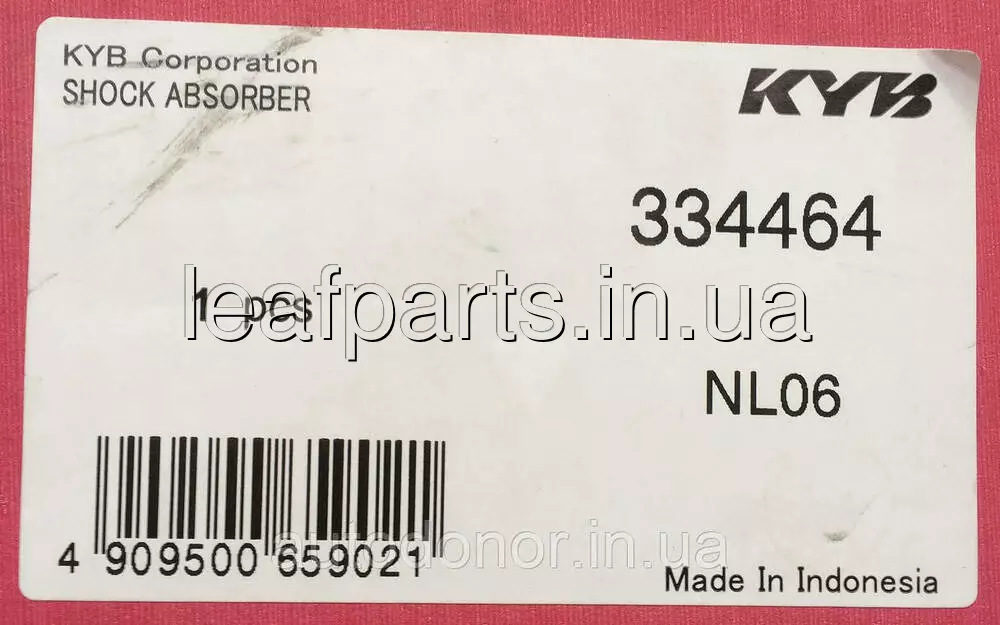 KYB Corporation
SHOCK ABSORBER
KYB
334464
1 pcs
leafparts.in.ua
NL06
4 909500 659021
autodonor.in.ua
Made In Indonesia